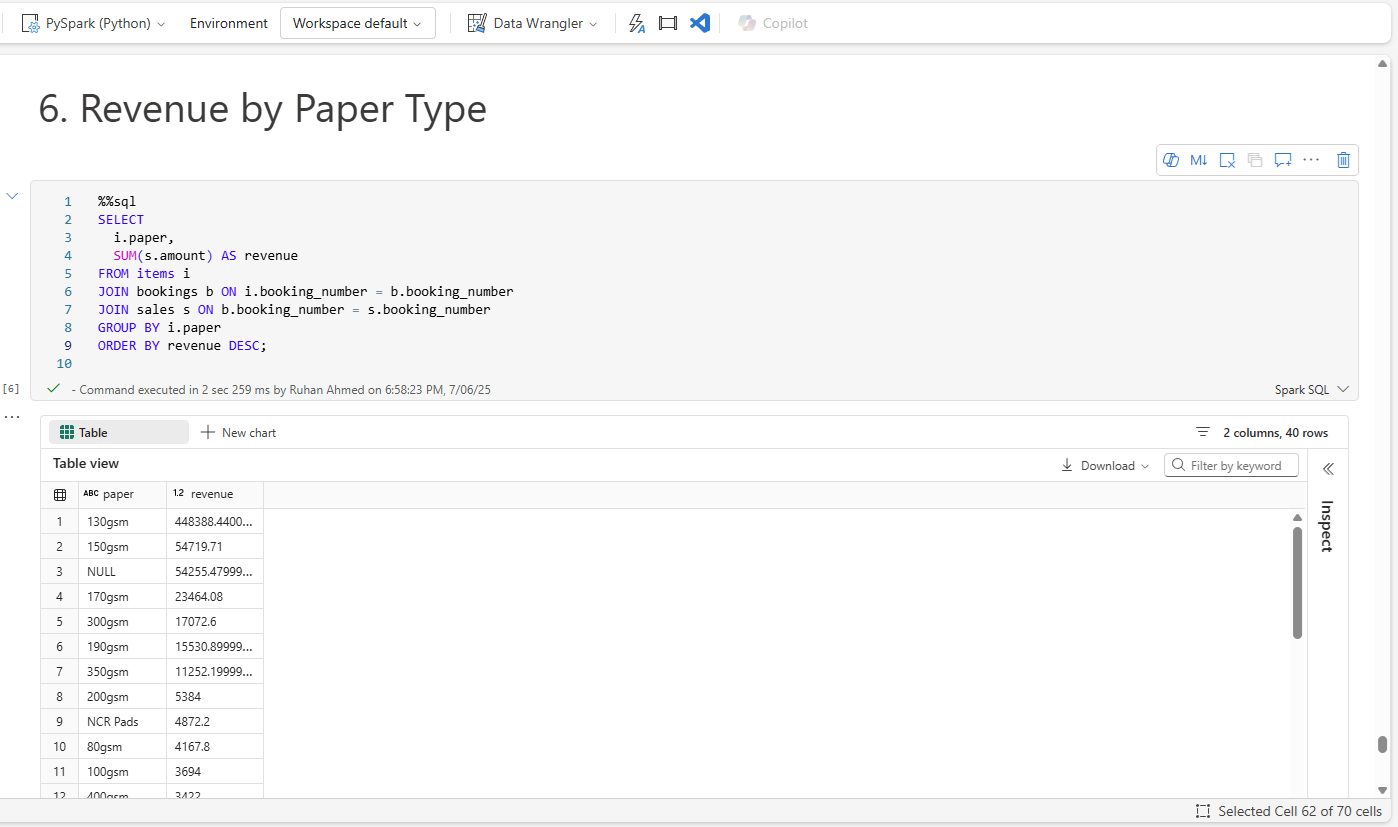 PySpark (Python) Environment Workspace default Data Wrangler Copilot
6. Revenue by Paper Type
M↓ ...
1 %%sql
2 SELECT
3 i.paper,
4 SUM(s.amount) AS revenue
5 FROM items i
6 JOIN bookings b ON i.booking_number = b.booking_number
7 JOIN sales s ON b.booking_number = s.booking_number
8 GROUP BY i.paper
9 ORDER BY revenue DESC;
10
[6] - Command executed in 2 sec 259 ms by Ruhan Ahmed on 6:58:23 PM, 7/06/25 Spark SQL
...
Table New chart 2 columns, 40 rows
Table view Download Filter by keyword
ABC paper 1.2 revenue
1 130gsm 448388.4400...
2 150gsm 54719.71
3 NULL 54255.47999...
4 170gsm 23464.08
5 300gsm 17072.6
6 190gsm 15530.89999...
7 350gsm 11252.19999...
8 200gsm 5384
9 NCR Pads 4872.2
10 80gsm 4167.8
11 100gsm 3694
12 400gsm 3422
Inspect
Selected Cell 62 of 70 cells